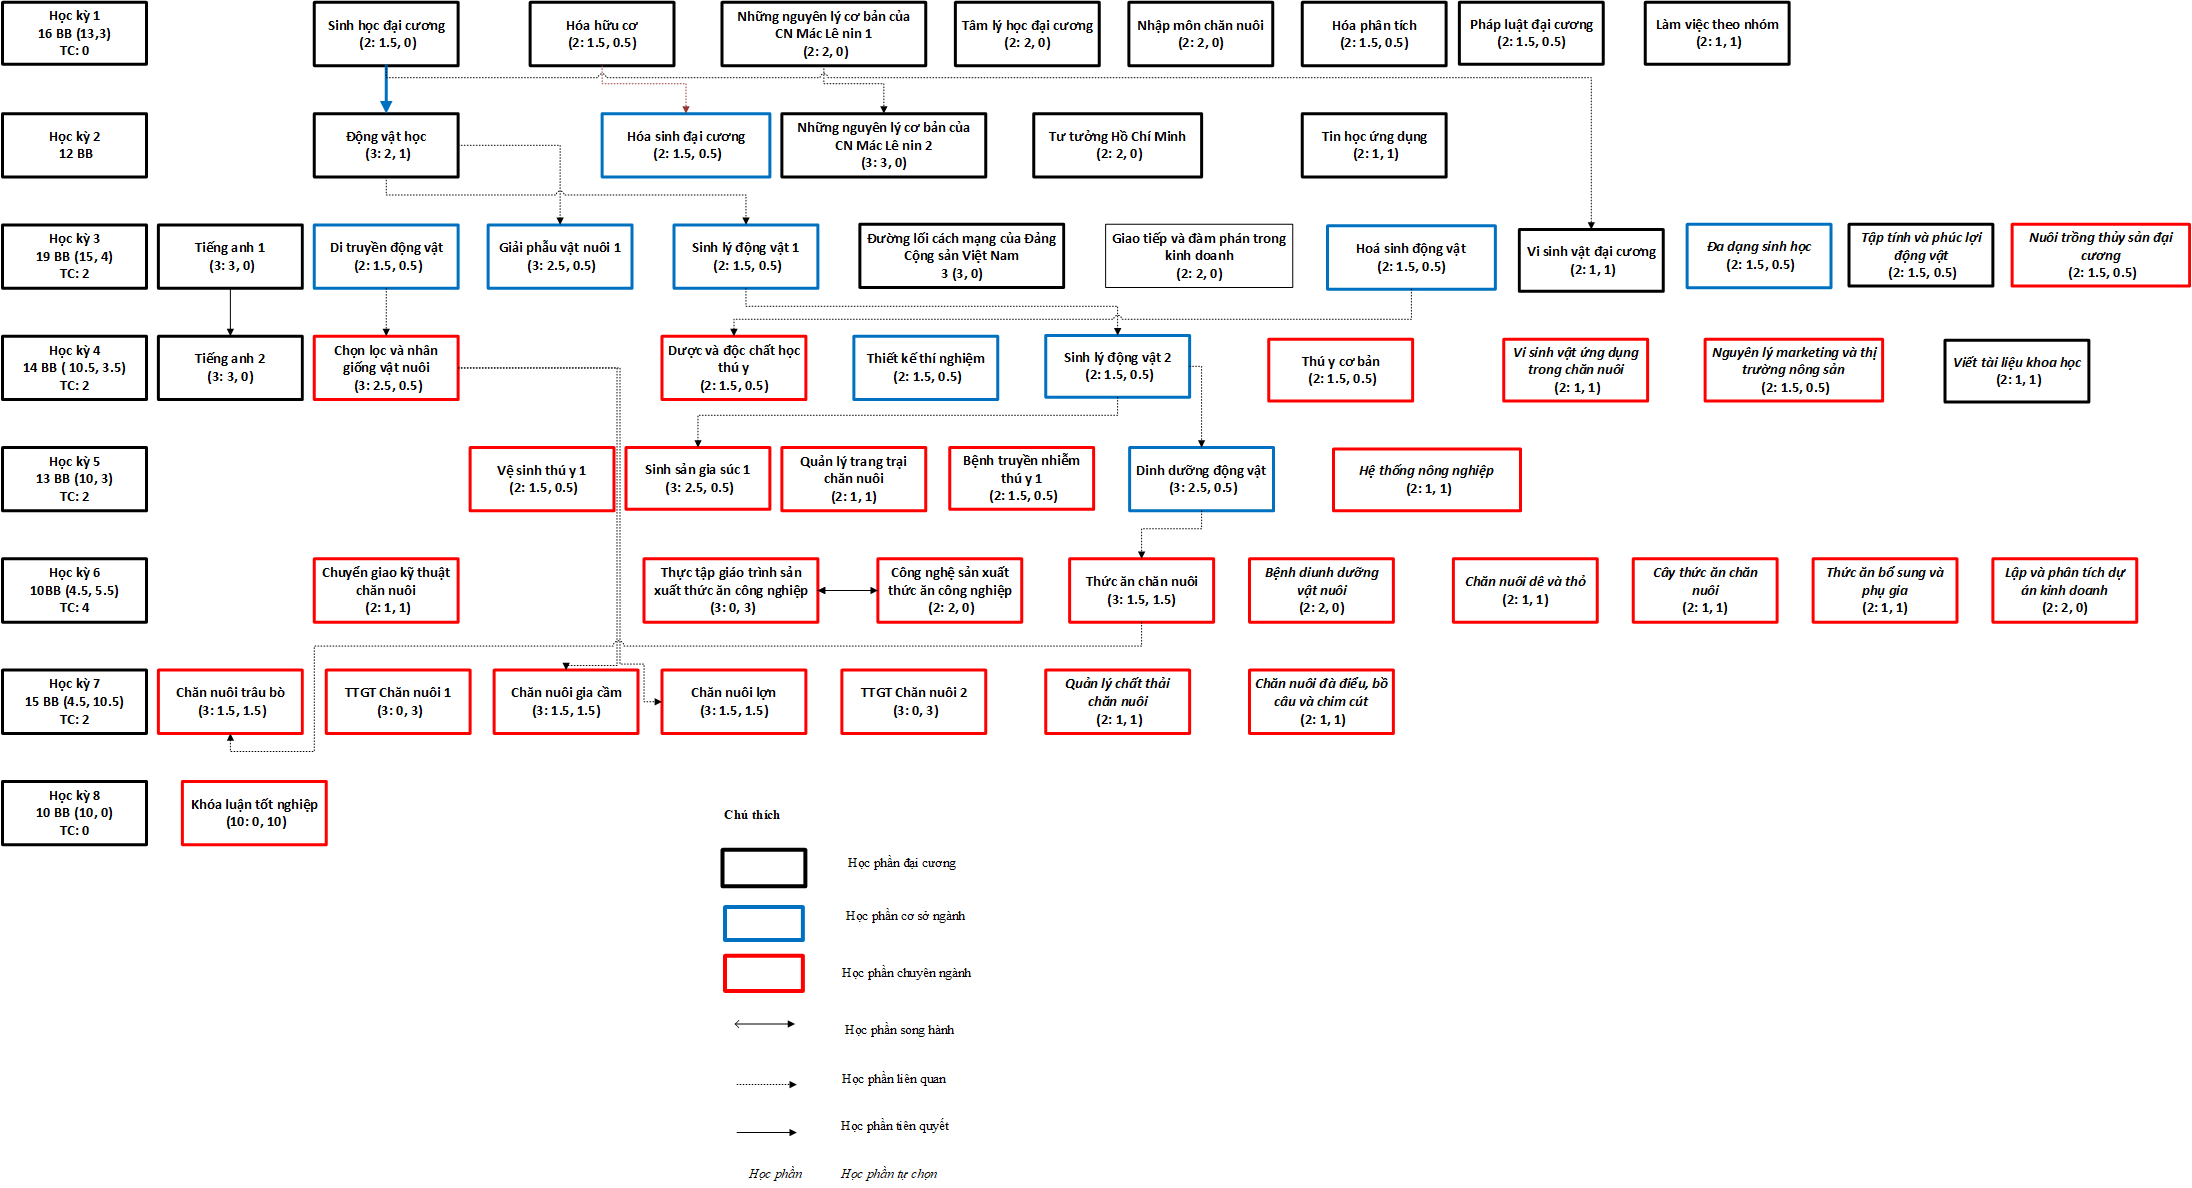 Học kỳ 1
16 BB (13,3)
TC: 0
Sinh học đại cương
(2: 1.5, 0)
Hóa hữu cơ
(2: 1.5, 0.5)
Những nguyên lý cơ bản của
CN Mác Lê nin 1
(2: 2, 0)
Tâm lý học đại cương
(2: 2, 0)
Nhập môn chăn nuôi
(2: 2, 0)
Hóa phân tích
(2: 1.5, 0.5)
Pháp luật đại cương
(2: 1.5, 0.5)
Làm việc theo nhóm
(2: 1, 1)
Học kỳ 2
12 BB
Động vật học
(3: 2, 1)
Hóa sinh đại cương
(2: 1.5, 0.5)
Những nguyên lý cơ bản của
CN Mác Lê nin 2
(3: 3, 0)
Tư tưởng Hồ Chí Minh
(2: 2, 0)
Tin học ứng dụng
(2: 1, 1)
Học kỳ 3
19 BB (15, 4)
TC: 2
Tiếng anh 1
(3: 3, 0)
Di truyền động vật
(2: 1.5, 0.5)
Giải phẫu vật nuôi 1
(3: 2.5, 0.5)
Sinh lý động vật 1
(2: 1.5, 0.5)
Đường lối cách mạng của Đảng
Cộng sản Việt Nam
3 (3, 0)
Giao tiếp và đàm phán trong
kinh doanh
(2: 2, 0)
Hoá sinh động vật
(2: 1.5, 0.5)
Vi sinh vật đại cương
(2: 1, 1)
Đa dạng sinh học
(2: 1.5, 0.5)
Tập tính và phúc lợi
động vật
(2: 1.5, 0.5)
Nuôi trồng thủy sản đại
cương
(2: 1.5, 0.5)
Học kỳ 4
14 BB ( 10.5, 3.5)
TC: 2
Tiếng anh 2
(3: 3, 0)
Chọn lọc và nhân
giống vật nuôi
(3: 2.5, 0.5)
Dược và độc chất học
thú y
(2: 1.5, 0.5)
Thiết kế thí nghiệm
(2: 1.5, 0.5)
Sinh lý động vật 2
(2: 1.5, 0.5)
Thú y cơ bản
(2: 1.5, 0.5)
Vi sinh vật ứng dụng
trong chăn nuôi
(2: 1, 1)
Nguyên lý marketing và thị
trường nông sản
(2: 1.5, 0.5)
Viết tài liệu khoa học
(2: 1, 1)
Học kỳ 5
13 BB (10, 3)
TC: 2
Vệ sinh thú y 1
(2: 1.5, 0.5)
Sinh sản gia súc 1
(3: 2.5, 0.5)
Quản lý trang trại
chăn nuôi
(2: 1, 1)
Bệnh truyền nhiễm
thú y 1
(2: 1.5, 0.5)
Dinh dưỡng động vật
(3: 2.5, 0.5)
Hệ thống nông nghiệp
(2: 1, 1)
Học kỳ 6
10BB (4.5, 5.5)
TC: 4
Chuyển giao kỹ thuật
chăn nuôi
(2: 1, 1)
Thực tập giáo trình sản
xuất thức ăn công nghiệp
(3: 0, 3)
Công nghệ sản xuất
thức ăn công nghiệp
(2: 2, 0)
Thức ăn chăn nuôi
(3: 1.5, 1.5)
Bệnh diunh dưỡng
vật nuôi
(2: 2, 0)
Chăn nuôi dê và thỏ
(2: 1, 1)
Cây thức ăn chăn
nuôi
(2: 1, 1)
Thức ăn bổ sung và
phụ gia
(2: 1, 1)
Lập và phân tích dự
án kinh doanh
(2: 2, 0)
Học kỳ 7
15 BB (4.5, 10.5)
TC: 2
Chăn nuôi trâu bò
(3: 1.5, 1.5)
TTGT Chăn nuôi 1
(3: 0, 3)
Chăn nuôi gia cầm
(3: 1.5, 1.5)
Chăn nuôi lợn
(3: 1.5, 1.5)
TTGT Chăn nuôi 2
(3: 0, 3)
Quản lý chất thải
chăn nuôi
(2: 1, 1)
Chăn nuôi đà điểu, bồ
câu và chim cút
(2: 1, 1)
Học kỳ 8
10 BB (10, 0)
TC: 0
Khóa luận tốt nghiệp
(10: 0, 10)
Chú thích
Học phần đại cương
Học phần cơ sở ngành
Học phần chuyên ngành
Học phần song hành
Học phần liên quan
Học phần tiên quyết
Học phần Học phần tự chọn